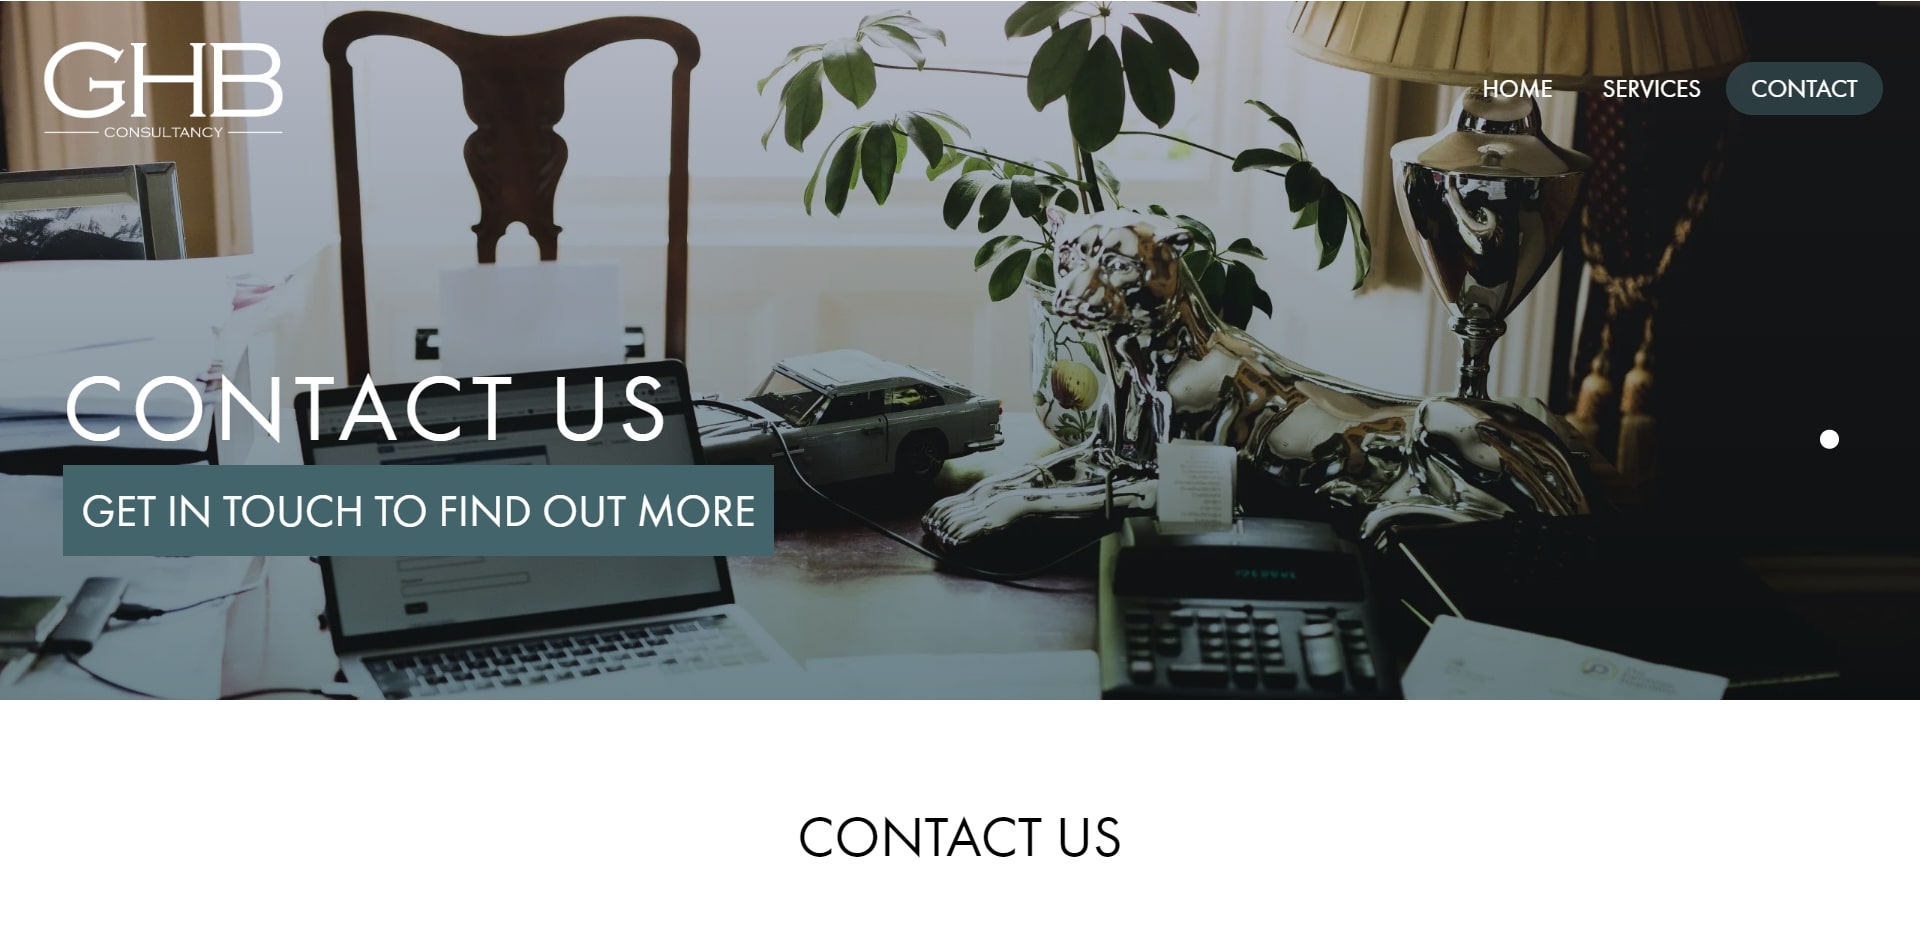 GHB
CONSULTANCY
HOME
SERVICES
CONTACT
CONTACT US
GET IN TOUCH TO FIND OUT MORE
CONTACT US